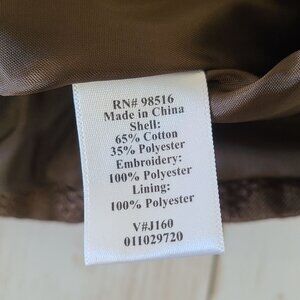 RN# 98516
Made in China
Shell:
65% Cotton
35% Polyester
Embroidery:
100% Polyester
Lining:
100% Polyester
V#J160
011029720